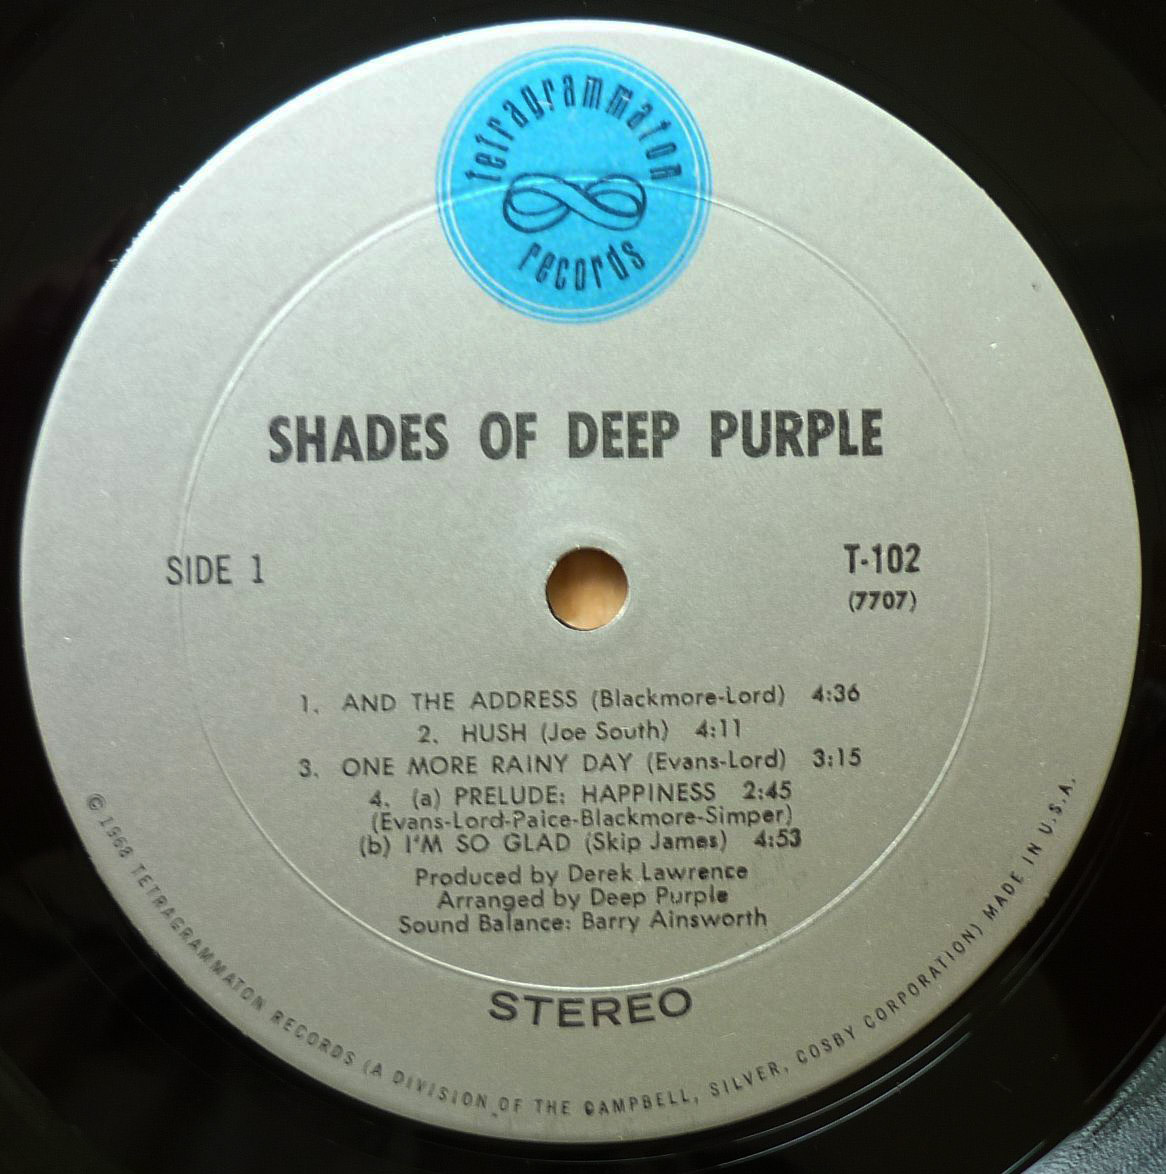 tetragrammaton
records
SHADES OF DEEP PURPLE
SIDE 1
T-102
(7707)
1. AND THE ADDRESS (Blackmore-Lord) 4:36
2. HUSH (Joe South) 4:11
3. ONE MORE RAINY DAY (Evans-Lord) 3:15
4. (a) PRELUDE: HAPPINESS 2:45
(Evans-Lord-Paice-Blackmore-Simper)
(b) I'M SO GLAD (Skip James) 4:53
Produced by Derek Lawrence
Arranged by Deep Purple
Sound Balance: Barry Ainsworth
STEREO
© 1968 TETRAGRAMMATON RECORDS (A DIVISION OF THE CAMPBELL, SILVER, COSBY CORPORATION) MADE IN U.S.A.